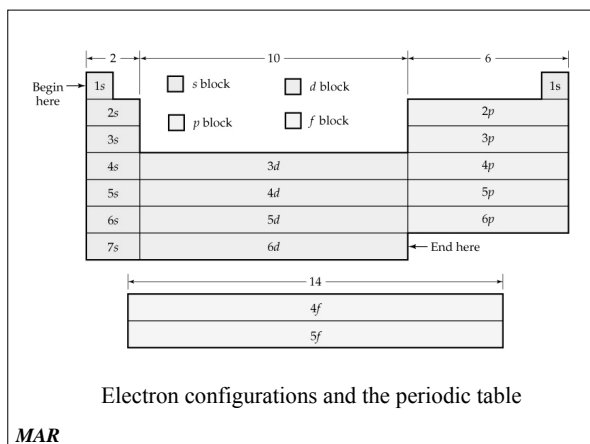 2 10 6
Begin here
1s
s block d block
p block f block
1s
2s 2p
3s 3p
4s 3d 4p
5s 4d 5p
6s 5d 6p
7s 6d
End here
14
4f
5f
Electron configurations and the periodic table
MAR